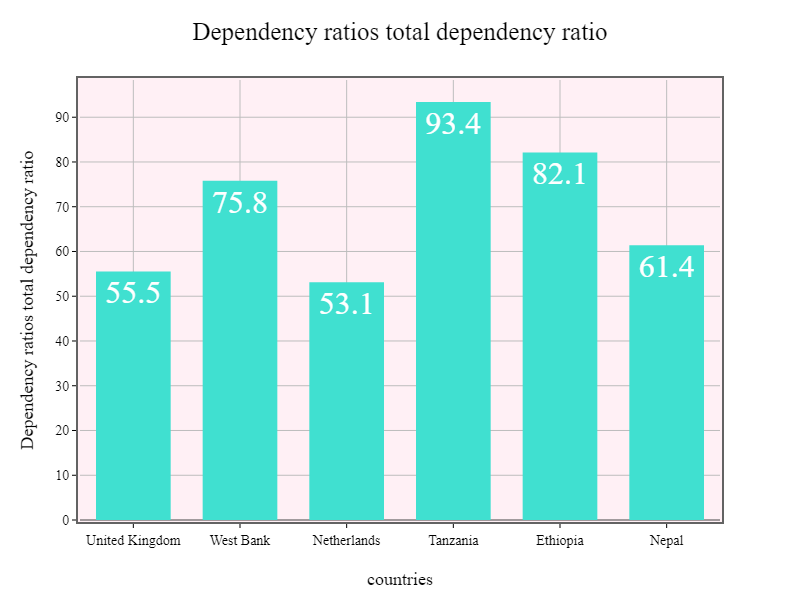 Dependency ratios total dependency ratio
Dependency ratios total dependency ratio
90
80
70
60
50
40
30
20
10
0
55.5
75.8
53.1
93.4
82.1
61.4
United Kingdom
West Bank
Netherlands
Tanzania
Ethiopia
Nepal
countries